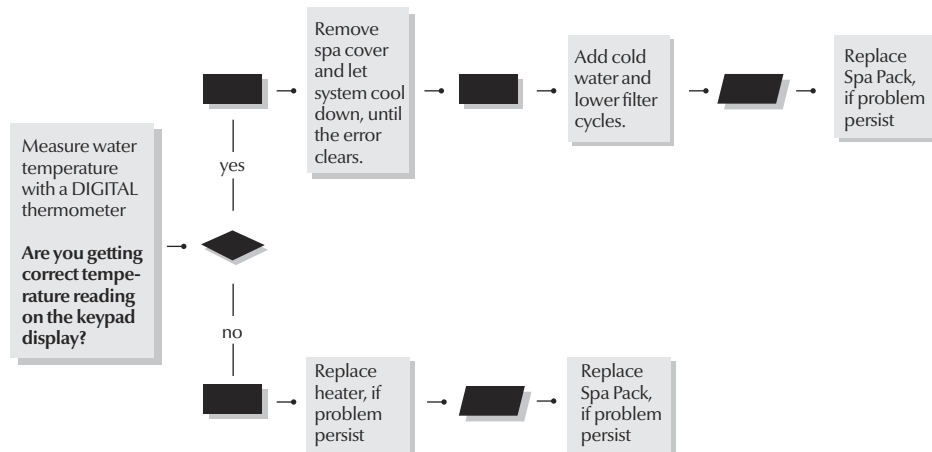 Measure water
temperature
with a DIGITAL
thermometer
Are you getting
correct tempe-
rature reading
on the keypad
display?
yes
Remove
spa cover
and let
system cool
down, until
the error
clears.
Add cold
water and
lower filter
cycles.
Replace
Spa Pack,
if problem
persist
no
Replace
heater, if
problem
persist
Replace
Spa Pack,
if problem
persist